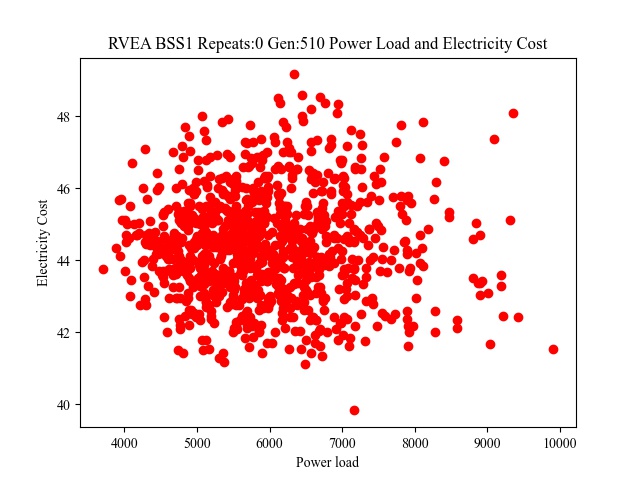 RVEA BSS1 Repeats:0 Gen:510 Power Load and Electricity Cost
Electricity Cost
48
46
44
42
40
4000 5000 6000 7000 8000 9000 10000
Power load